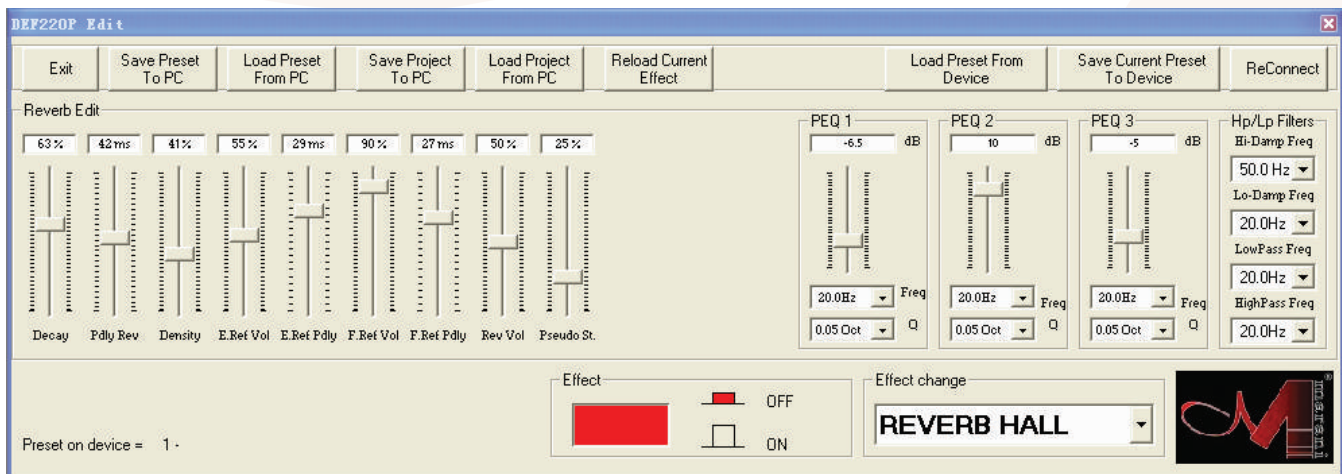 DEF220P Edit
Exit
Save Preset
To PC
Load Preset
From PC
Save Project
To PC
Load Project
From PC
Reload Current
Effect
Load Preset From
Device
Save Current Preset
To Device
ReConnect
Reverb Edit
63% 42ms 41% 55% 29ms 90% 27ms 50% 25%
Decay Pdly Rev Density E.Ref Vol E.Ref Pdly F.Ref Vol F.Ref Pdly Rev Vol Pseudo St.
PEQ 1
-6.5 dB
20.0Hz Freq
0.05 Oct Q
PEQ 2
10 dB
20.0Hz Freq
0.05 Oct Q
PEQ 3
-5 dB
20.0Hz Freq
0.05 Oct Q
Hp/Lp Filters
Hi-Damp Freq
50.0 Hz
Lo-Damp Freq
20.0Hz
LowPass Freq
20.0Hz
HighPass Freq
20.0Hz
Preset on device = 1 -
Effect
OFF
ON
Effect change
REVERB HALL
M
marani
®